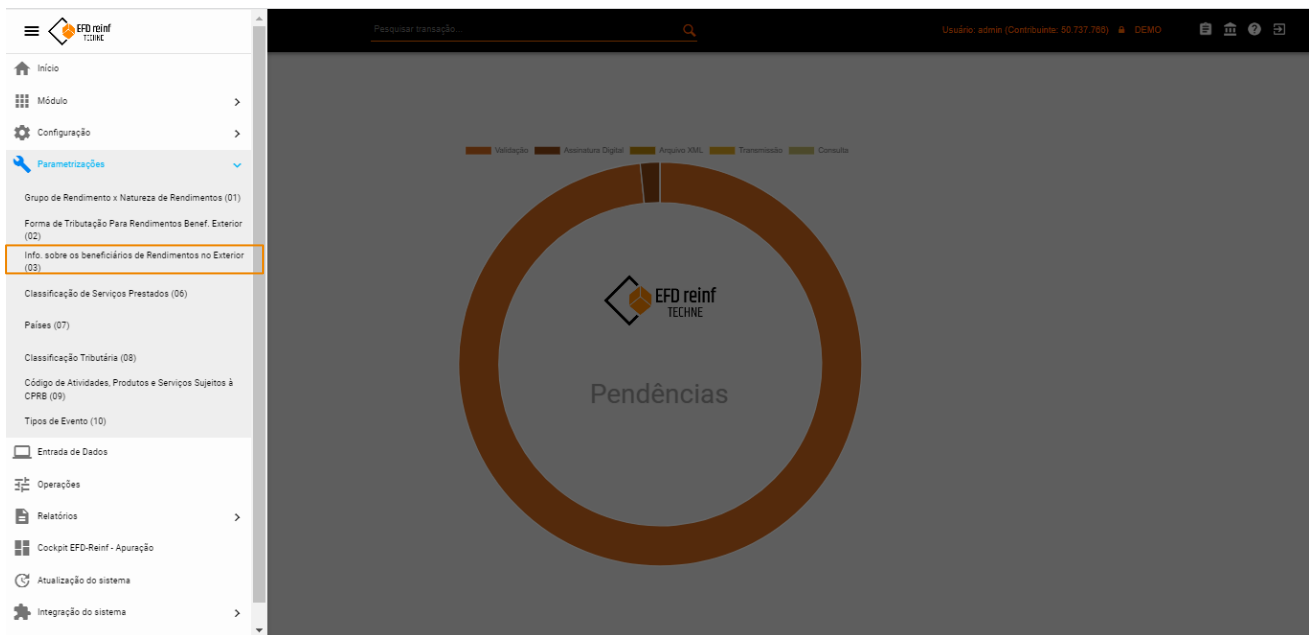 EFD reinf
TECHNE
Pesquisar transação...
Usuário: admin (Contribuinte: 50.737.766)
DEMO
Início
Módulo
Configuração
Parametrizações
Grupo de Rendimento x Natureza de Rendimentos (01)
Forma de Tributação Para Rendimentos Benef. Exterior
(02)
Info. sobre os beneficiários de Rendimentos no Exterior
(03)
Classificação de Serviços Prestados (06)
Países (07)
Classificação Tributária (08)
Código de Atividades, Produtos e Serviços Sujeitos à
CPRB (09)
Tipos de Evento (10)
Entrada de Dados
Operações
Relatórios
Cockpit EFD-Reinf - Apuração
Atualização do sistema
Integração do sistema
Validação Assinatura Digital Arquivo XML Transmissão Consulta
EFD reinf
TECHNE
Pendências